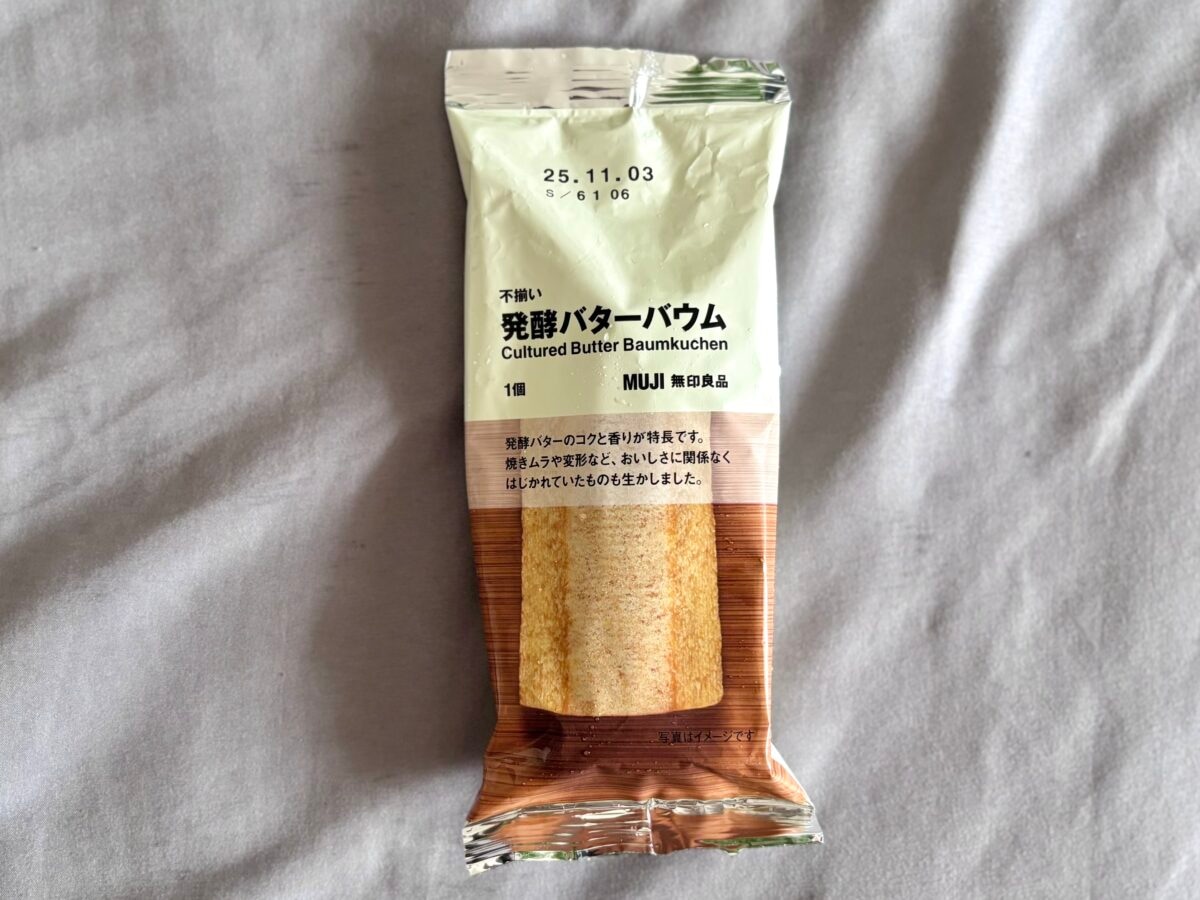 25.11.03
S／61 06
不揃い
発酵バターバウム
Cultured Butter Baumkuchen
1個 MUJI 無印良品
発酵バターのコクと香りが特長です。
焼きムラや変形など、おいしさに関係なく
はじかれていたものも生かしました。
写真はイメージです